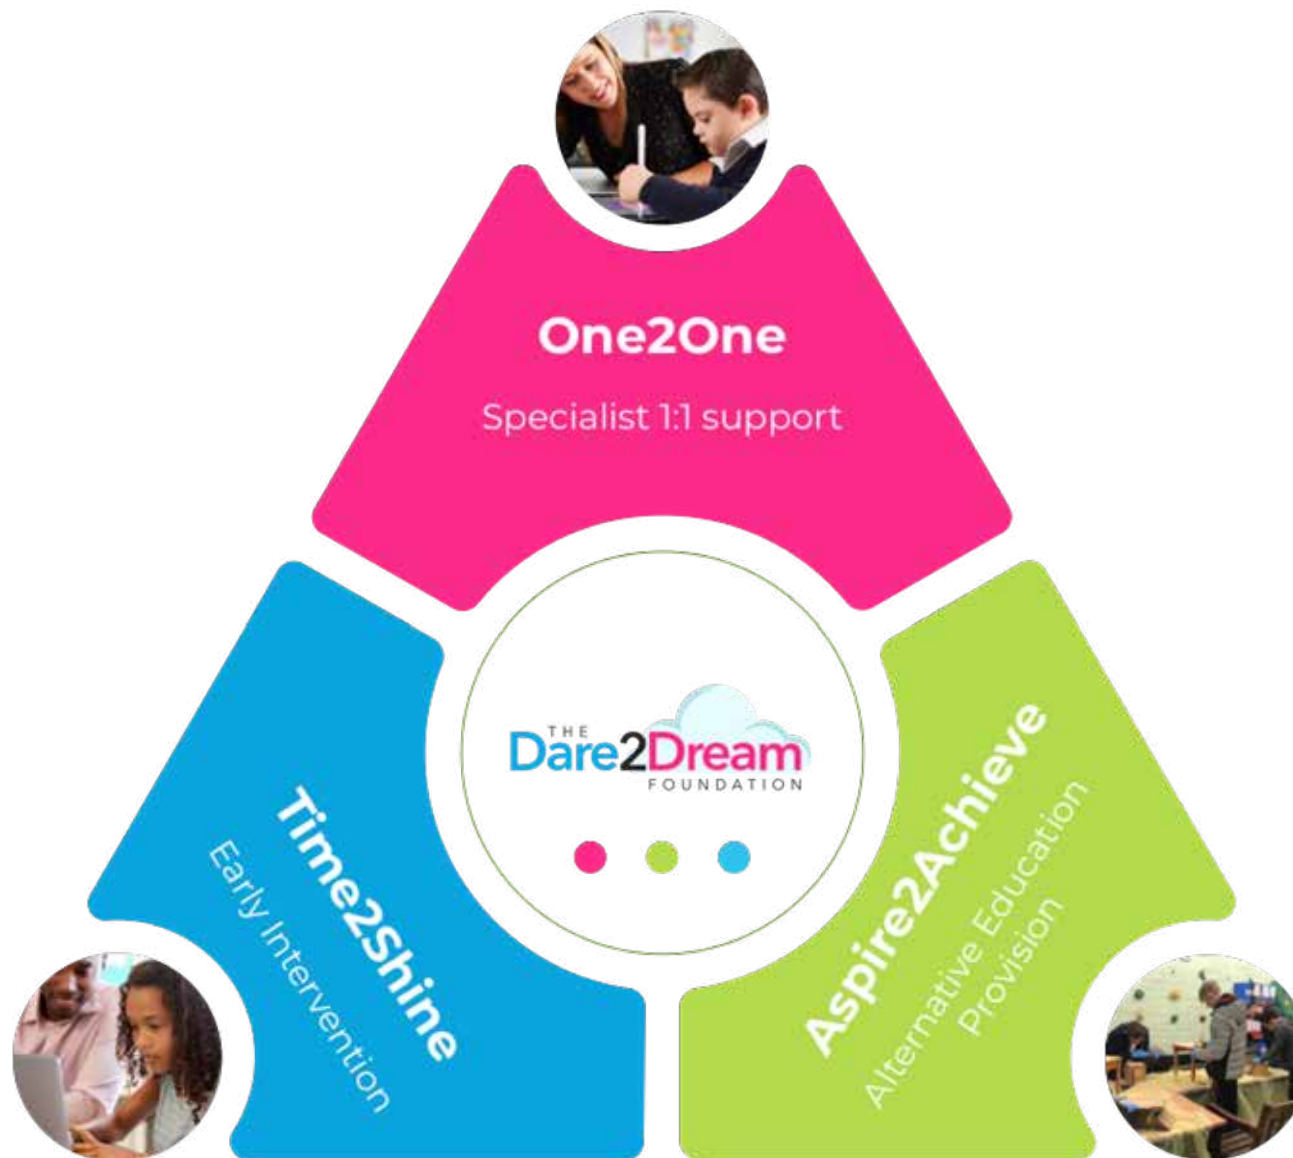 One2One
Specialist 1:1 support
THE
Dare2Dream
FOUNDATION
Time2Shine
Early Intervention
Aspire2Achieve
Alternative Education
Provision